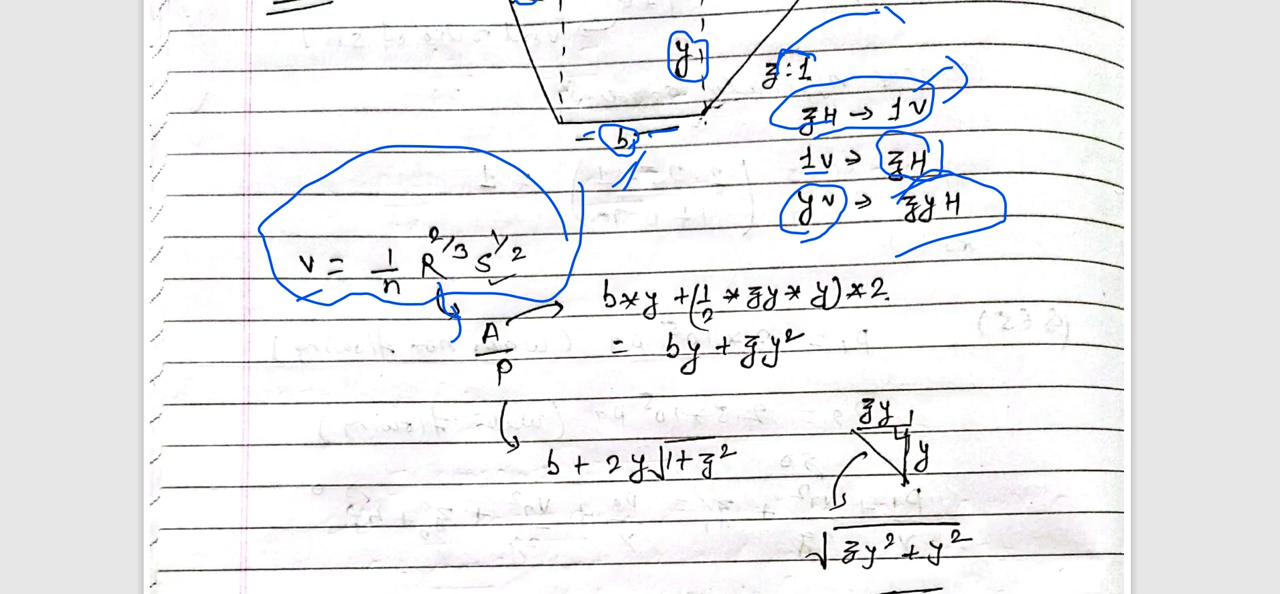 y
z:1
zH → 1v
= b
1v → zH
yv → zyH
v = 1/n R^2/3 S^1/2
b*y + (1/2 * zy * y) * 2
A/P
= by + zy²
zy
y
b + 2y√1+z²
√zy² + y²